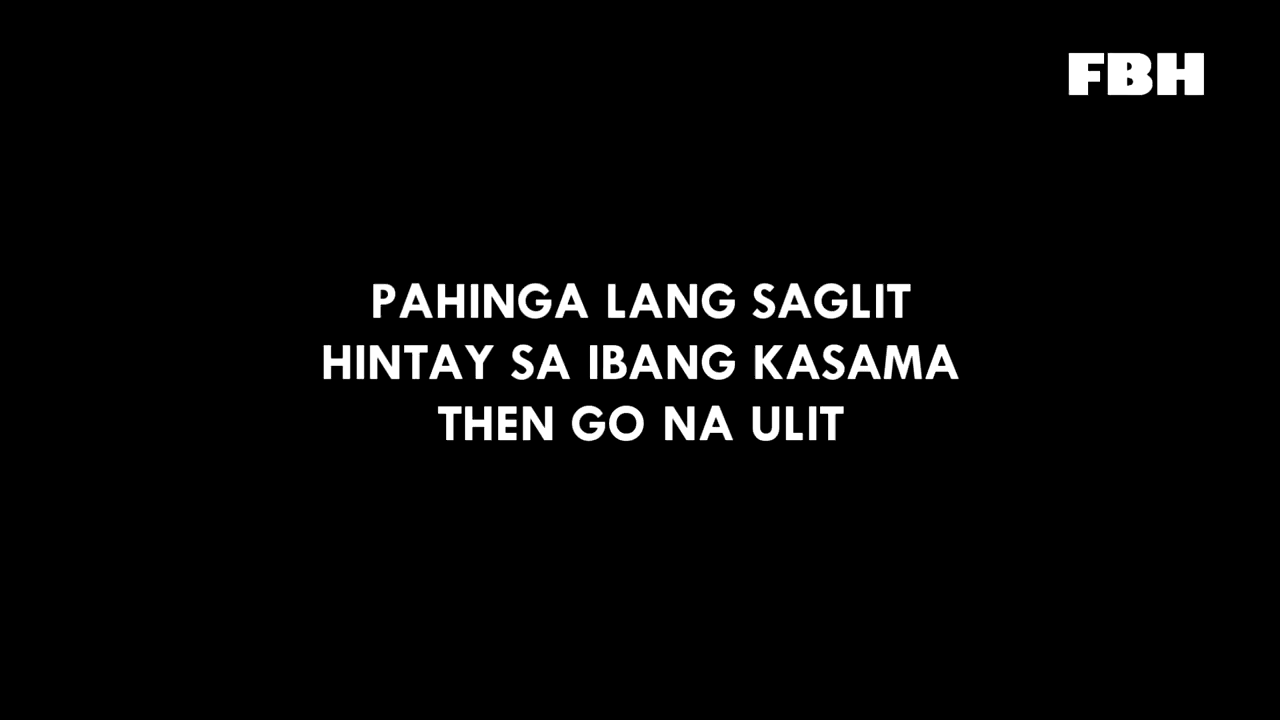 FBH
PAHINGA LANG SAGLIT
HINTAY SA IBANG KASAMA
THEN GO NA ULIT